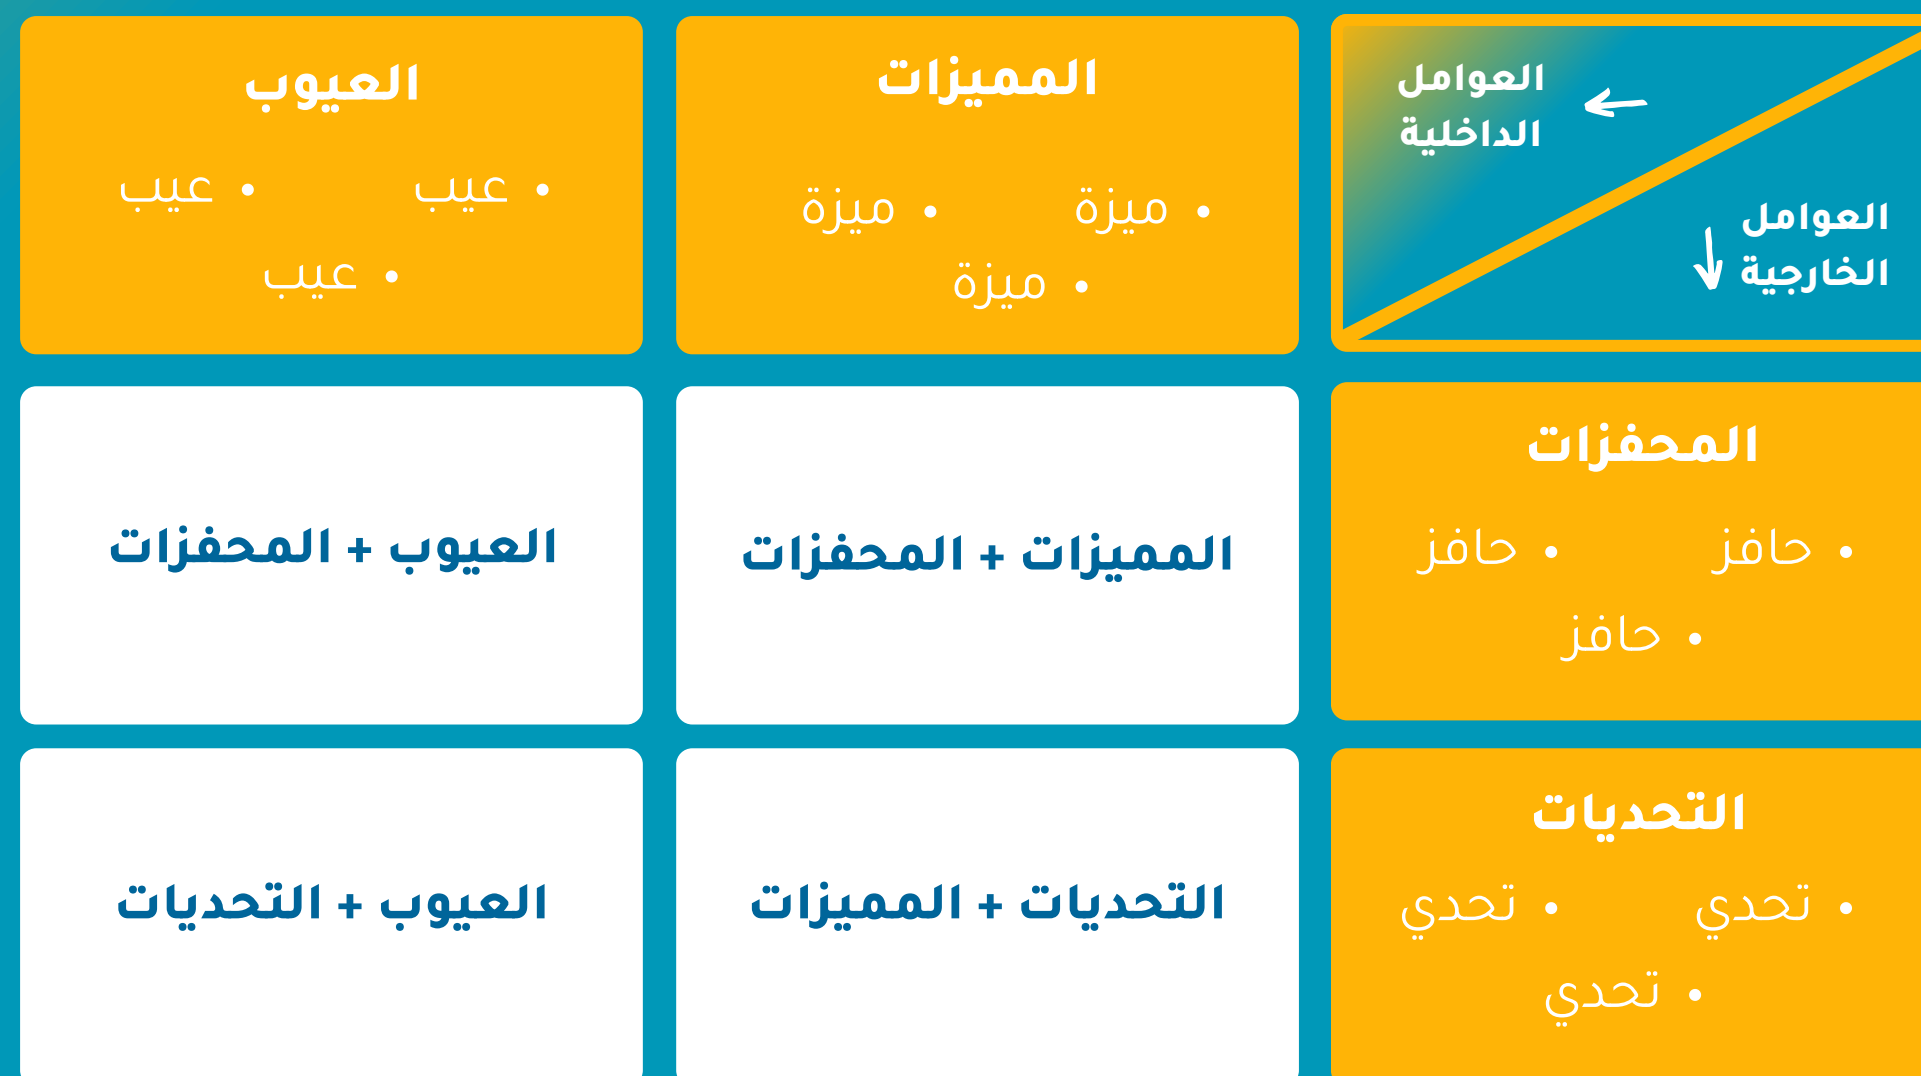 العوامل
الداخلية
العوامل
الخارجية
المميزات
• ميزة • ميزة
• ميزة
العيوب
• عيب • عيب
• عيب
المحفزات
• حافز • حافز
• حافز
المميزات + المحفزات
العيوب + المحفزات
التحديات
• تحدي • تحدي
• تحدي
التحديات + المميزات
العيوب + التحديات